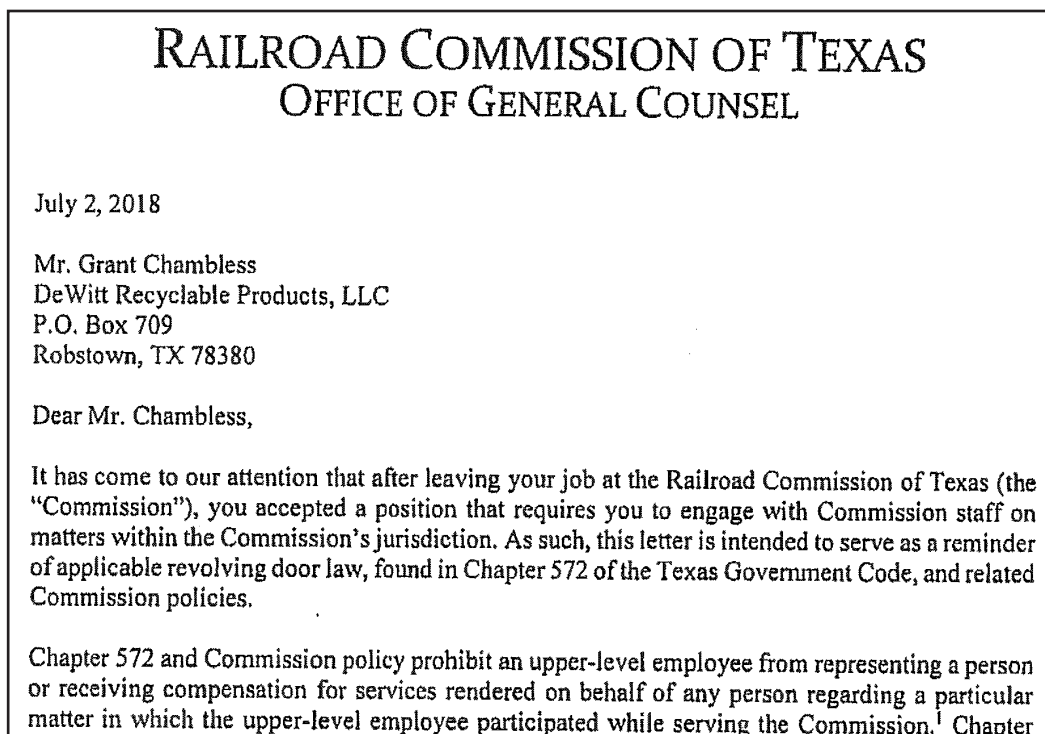 RAILROAD COMMISSION OF TEXAS
OFFICE OF GENERAL COUNSEL
July 2, 2018
Mr. Grant Chambless
DeWitt Recyclable Products, LLC
P.O. Box 709
Robstown, TX 78380
Dear Mr. Chambless,
It has come to our attention that after leaving your job at the Railroad Commission of Texas (the
“Commission”), you accepted a position that requires you to engage with Commission staff on
matters within the Commission’s jurisdiction. As such, this letter is intended to serve as a reminder
of applicable revolving door law, found in Chapter 572 of the Texas Government Code, and related
Commission policies.
Chapter 572 and Commission policy prohibit an upper-level employee from representing a person
or receiving compensation for services rendered on behalf of any person regarding a particular
matter in which the upper-level employee participated while serving the Commission.¹ Chapter